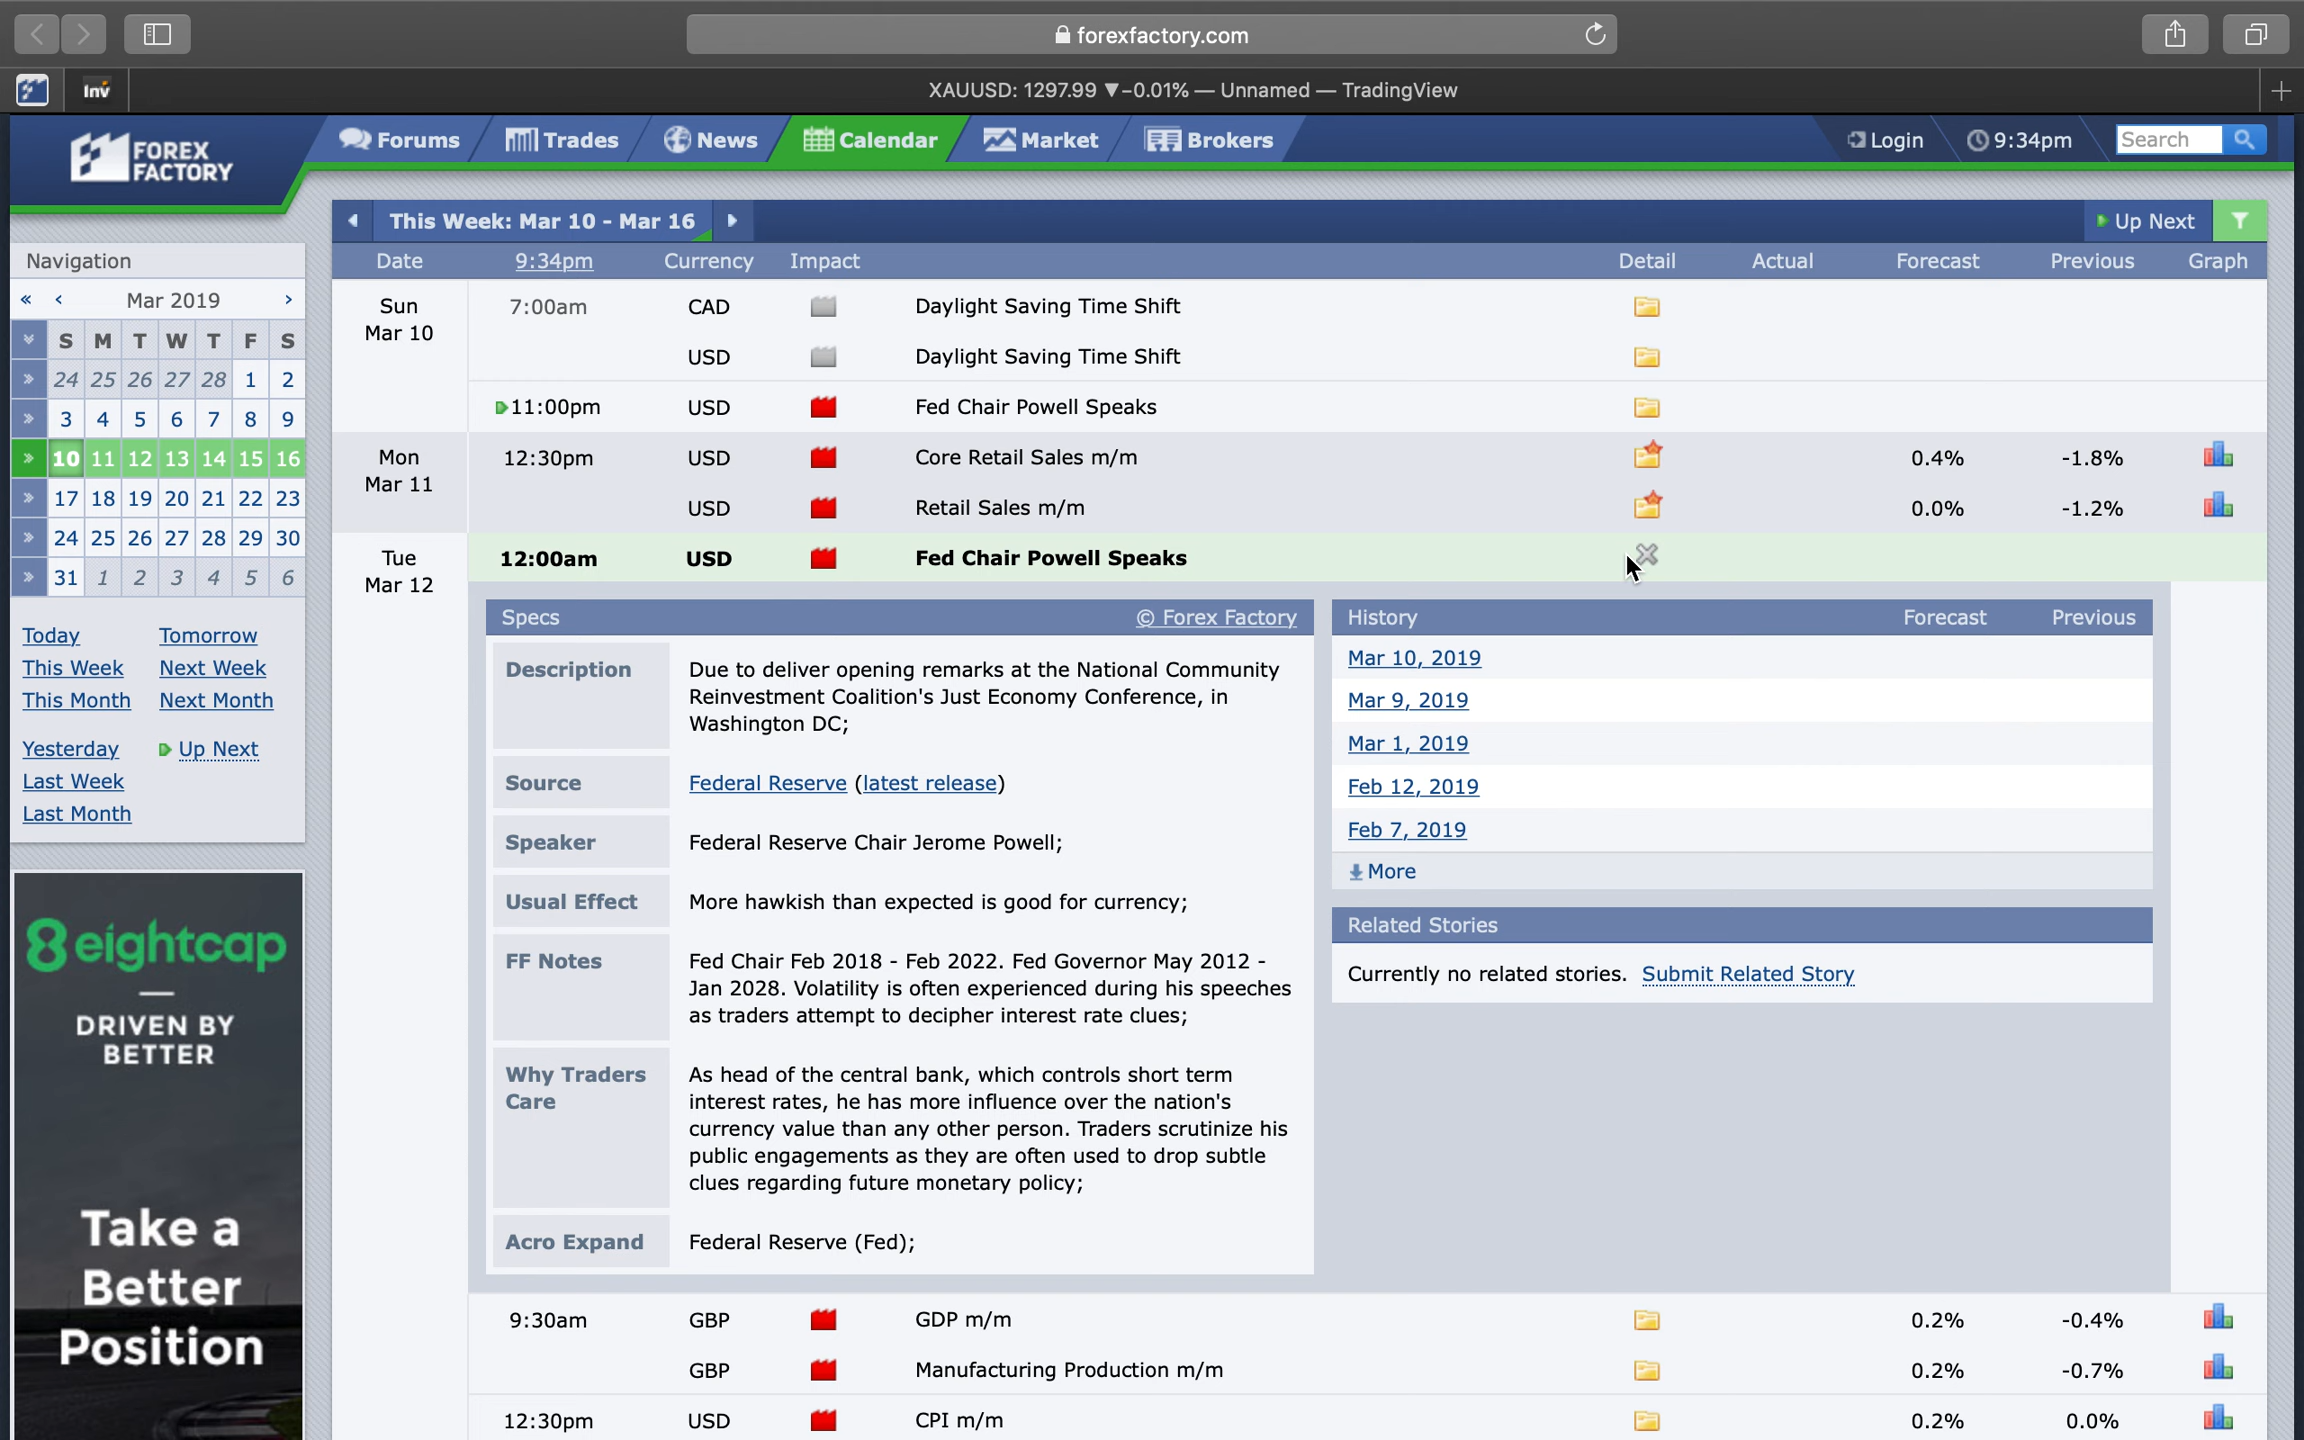 forexfactory.com
Inv
XAUUSD: 1297.99 ▼−0.01% — Unnamed — TradingView
FOREX
FACTORY
Forums
Trades
News
Calendar
Market
Brokers
Login
9:34pm
Search
This Week: Mar 10 - Mar 16
Up Next
Date 9:34pm Currency Impact Detail Actual Forecast Previous Graph
Sun
Mar 10
7:00am CAD Daylight Saving Time Shift
USD Daylight Saving Time Shift
11:00pm USD Fed Chair Powell Speaks
Mon
Mar 11
12:30pm USD Core Retail Sales m/m 0.4% -1.8%
USD Retail Sales m/m 0.0% -1.2%
Tue
Mar 12
12:00am USD Fed Chair Powell Speaks
Specs © Forex Factory
Description
Due to deliver opening remarks at the National Community
Reinvestment Coalition's Just Economy Conference, in
Washington DC;
Source
Federal Reserve (latest release)
Speaker
Federal Reserve Chair Jerome Powell;
Usual Effect
More hawkish than expected is good for currency;
FF Notes
Fed Chair Feb 2018 - Feb 2022. Fed Governor May 2012 -
Jan 2028. Volatility is often experienced during his speeches
as traders attempt to decipher interest rate clues;
Why Traders
Care
As head of the central bank, which controls short term
interest rates, he has more influence over the nation's
currency value than any other person. Traders scrutinize his
public engagements as they are often used to drop subtle
clues regarding future monetary policy;
Acro Expand
Federal Reserve (Fed);
History Forecast Previous
Mar 10, 2019
Mar 9, 2019
Mar 1, 2019
Feb 12, 2019
Feb 7, 2019
More
Related Stories
Currently no related stories. Submit Related Story
9:30am GBP GDP m/m 0.2% -0.4%
GBP Manufacturing Production m/m 0.2% -0.7%
12:30pm USD CPI m/m 0.2% 0.0%
Navigation
« ‹ Mar 2019 ›
S M T W T F S
» 24 25 26 27 28 1 2
» 3 4 5 6 7 8 9
» 10 11 12 13 14 15 16
» 17 18 19 20 21 22 23
» 24 25 26 27 28 29 30
» 31 1 2 3 4 5 6
Today Tomorrow
This Week Next Week
This Month Next Month
Yesterday Up Next
Last Week
Last Month
8 eightcap
DRIVEN BY
BETTER
Take a
Better
Position